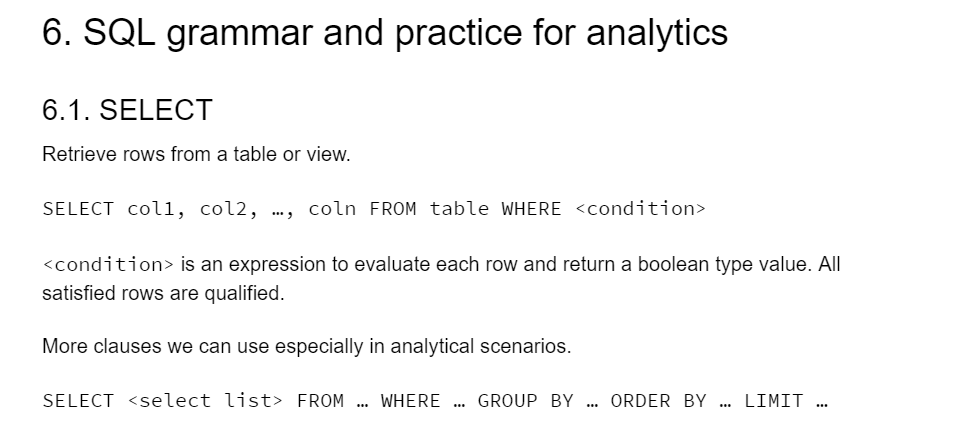 6. SQL grammar and practice for analytics
6.1. SELECT
Retrieve rows from a table or view.
SELECT col1, col2, …, coln FROM table WHERE <condition>
<condition> is an expression to evaluate each row and return a boolean type value. All
satisfied rows are qualified.
More clauses we can use especially in analytical scenarios.
SELECT <select list> FROM … WHERE … GROUP BY … ORDER BY … LIMIT …